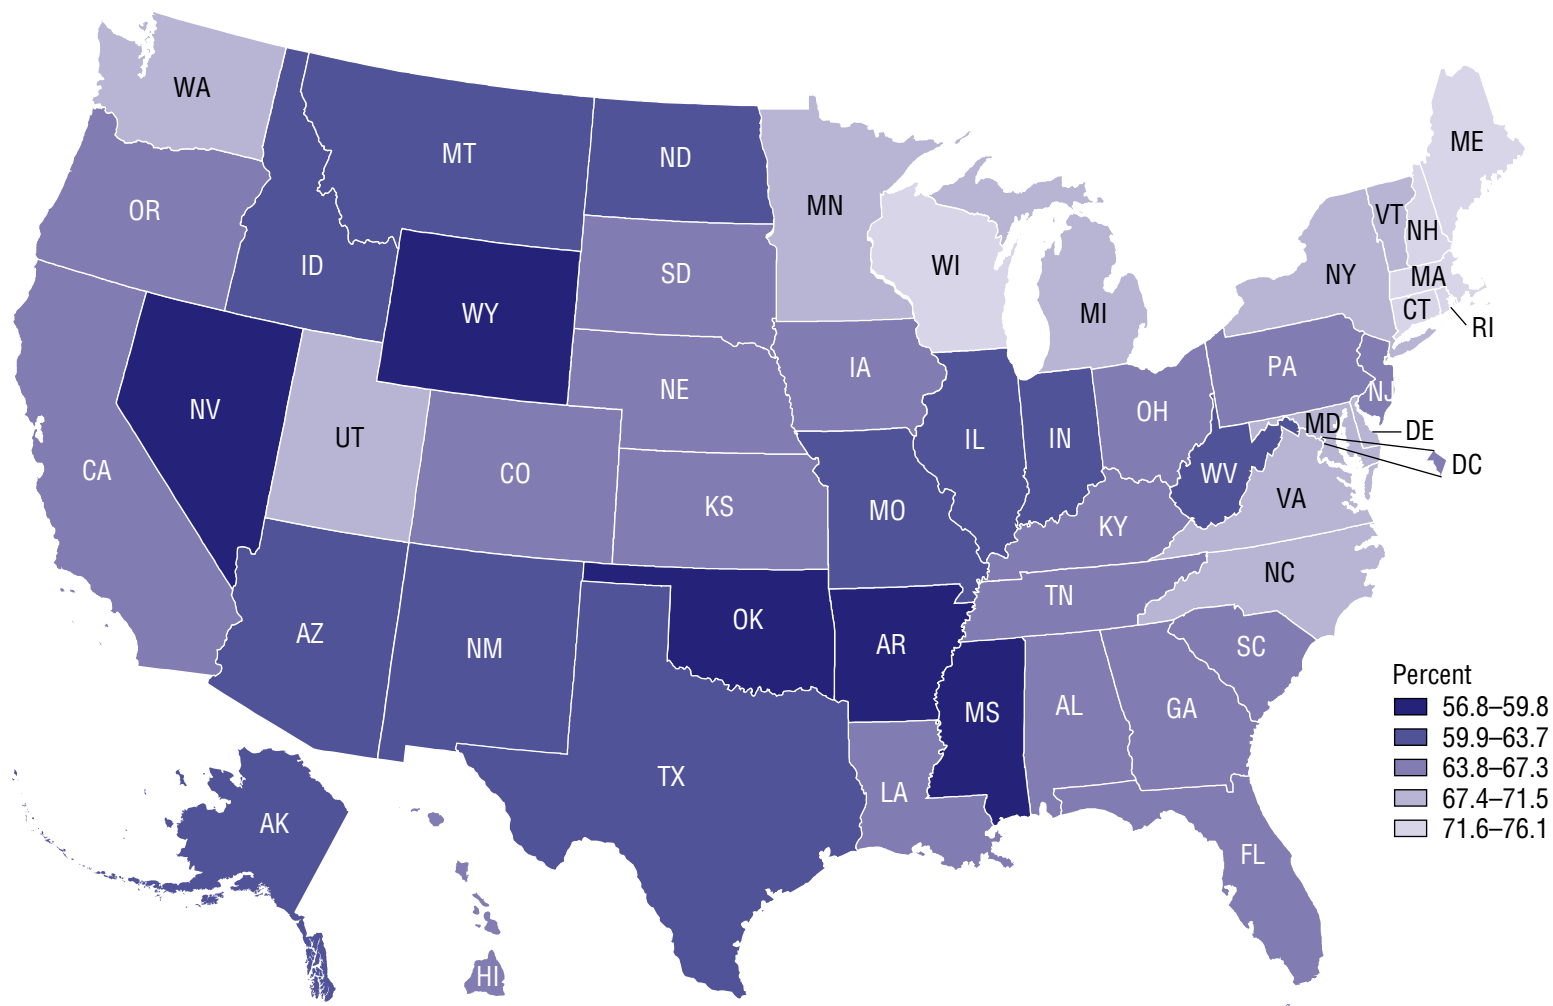 WA
MT
ND
MN
ME
OR
ID
WY
SD
WI
MI
VT
NH
NY
MA
CT
RI
NV
UT
NE
IA
PA
NJ
CA
CO
KS
MO
IL
IN
OH
WV
MD
DE
DC
VA
KY
AZ
NM
OK
AR
TN
NC
SC
MS
AL
GA
TX
LA
FL
AK
HI
Percent
56.8–59.8
59.9–63.7
63.8–67.3
67.4–71.5
71.6–76.1